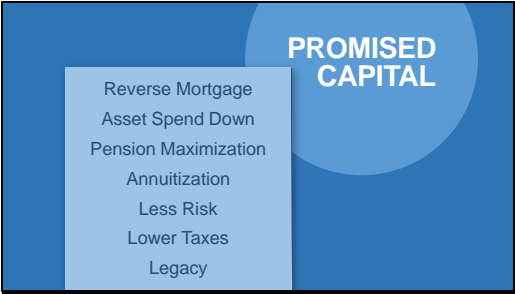 PROMISED
CAPITAL
Reverse Mortgage
Asset Spend Down
Pension Maximization
Annuitization
Less Risk
Lower Taxes
Legacy